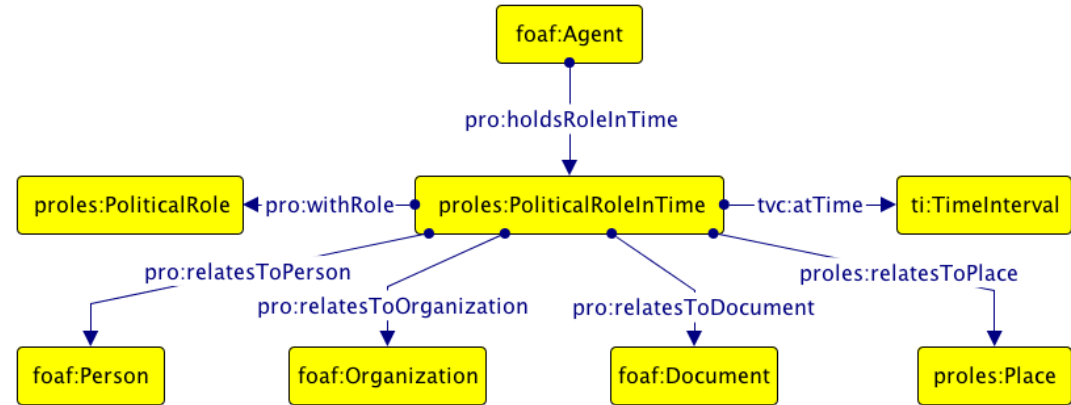 foaf:Agent
pro:holdsRoleInTime
proles:PoliticalRole
pro:withRole
proles:PoliticalRoleInTime
tvc:atTime
ti:TimeInterval
pro:relatesToPerson
proles:relatesToPlace
pro:relatesToOrganization
pro:relatesToDocument
foaf:Person
foaf:Organization
foaf:Document
proles:Place